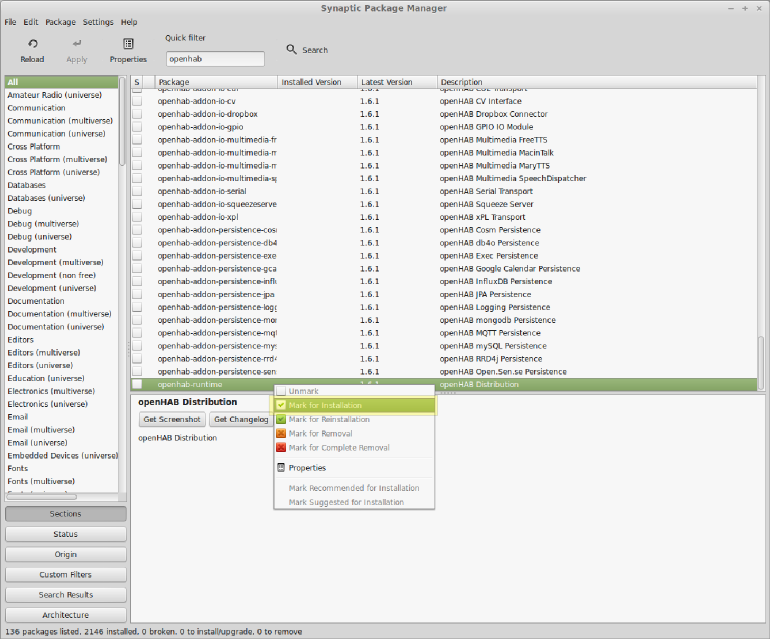 Synaptic Package Manager
File Edit Package Settings Help
Reload Apply Properties
Quick filter
openhab
Search
All
Amateur Radio (universe)
Communication
Communication (multiverse)
Communication (universe)
Cross Platform
Cross Platform (multiverse)
Cross Platform (universe)
Databases
Databases (universe)
Debug
Debug (multiverse)
Debug (universe)
Development
Development (multiverse)
Development (non free)
Development (universe)
Documentation
Documentation (multiverse)
Documentation (universe)
Editors
Editors (multiverse)
Editors (universe)
Education (universe)
Electronics (multiverse)
Electronics (universe)
Email
Email (multiverse)
Email (universe)
Embedded Devices (universe)
Fonts
Fonts (multiverse)
Sections
Status
Origin
Custom Filters
Search Results
Architecture
S Package Installed Version Latest Version Description
openhab-addon-io-cv 1.6.1 openHAB CV Interface
openhab-addon-io-dropbox 1.6.1 openHAB Dropbox Connector
openhab-addon-io-gpio 1.6.1 openHAB GPIO IO Module
openhab-addon-io-multimedia-fr 1.6.1 openHAB Multimedia FreeTTS
openhab-addon-io-multimedia-m 1.6.1 openHAB Multimedia MacinTalk
openhab-addon-io-multimedia-m 1.6.1 openHAB Multimedia MaryTTS
openhab-addon-io-multimedia-s 1.6.1 openHAB Multimedia SpeechDispatcher
openhab-addon-io-serial 1.6.1 openHAB Serial Transport
openhab-addon-io-squeezeserve 1.6.1 openHAB Squeeze Server
openhab-addon-io-xpl 1.6.1 openHAB xPL Transport
openhab-addon-persistence-cosm 1.6.1 openHAB Cosm Persistence
openhab-addon-persistence-db4 1.6.1 openHAB db4o Persistence
openhab-addon-persistence-exe 1.6.1 openHAB Exec Persistence
openhab-addon-persistence-gca 1.6.1 openHAB Google Calendar Persistence
openhab-addon-persistence-influ 1.6.1 openHAB InfluxDB Persistence
openhab-addon-persistence-jpa 1.6.1 openHAB JPA Persistence
openhab-addon-persistence-logg 1.6.1 openHAB Logging Persistence
openhab-addon-persistence-mon 1.6.1 openHAB mongodb Persistence
openhab-addon-persistence-mqt 1.6.1 openHAB MQTT Persistence
openhab-addon-persistence-mys 1.6.1 openHAB mySQL Persistence
openhab-addon-persistence-rrd4 1.6.1 openHAB RRD4j Persistence
openhab-addon-persistence-sen 1.6.1 openHAB Open.Sen.se Persistence
openhab-runtime 1.6.1 openHAB Distribution
openHAB Distribution
Get Screenshot Get Changelog
openHAB Distribution
Unmark
Mark for Installation
Mark for Reinstallation
Mark for Removal
Mark for Complete Removal
Properties
Mark Recommended for Installation
Mark Suggested for Installation
136 packages listed, 2146 installed, 0 broken. 0 to install/upgrade, 0 to remove